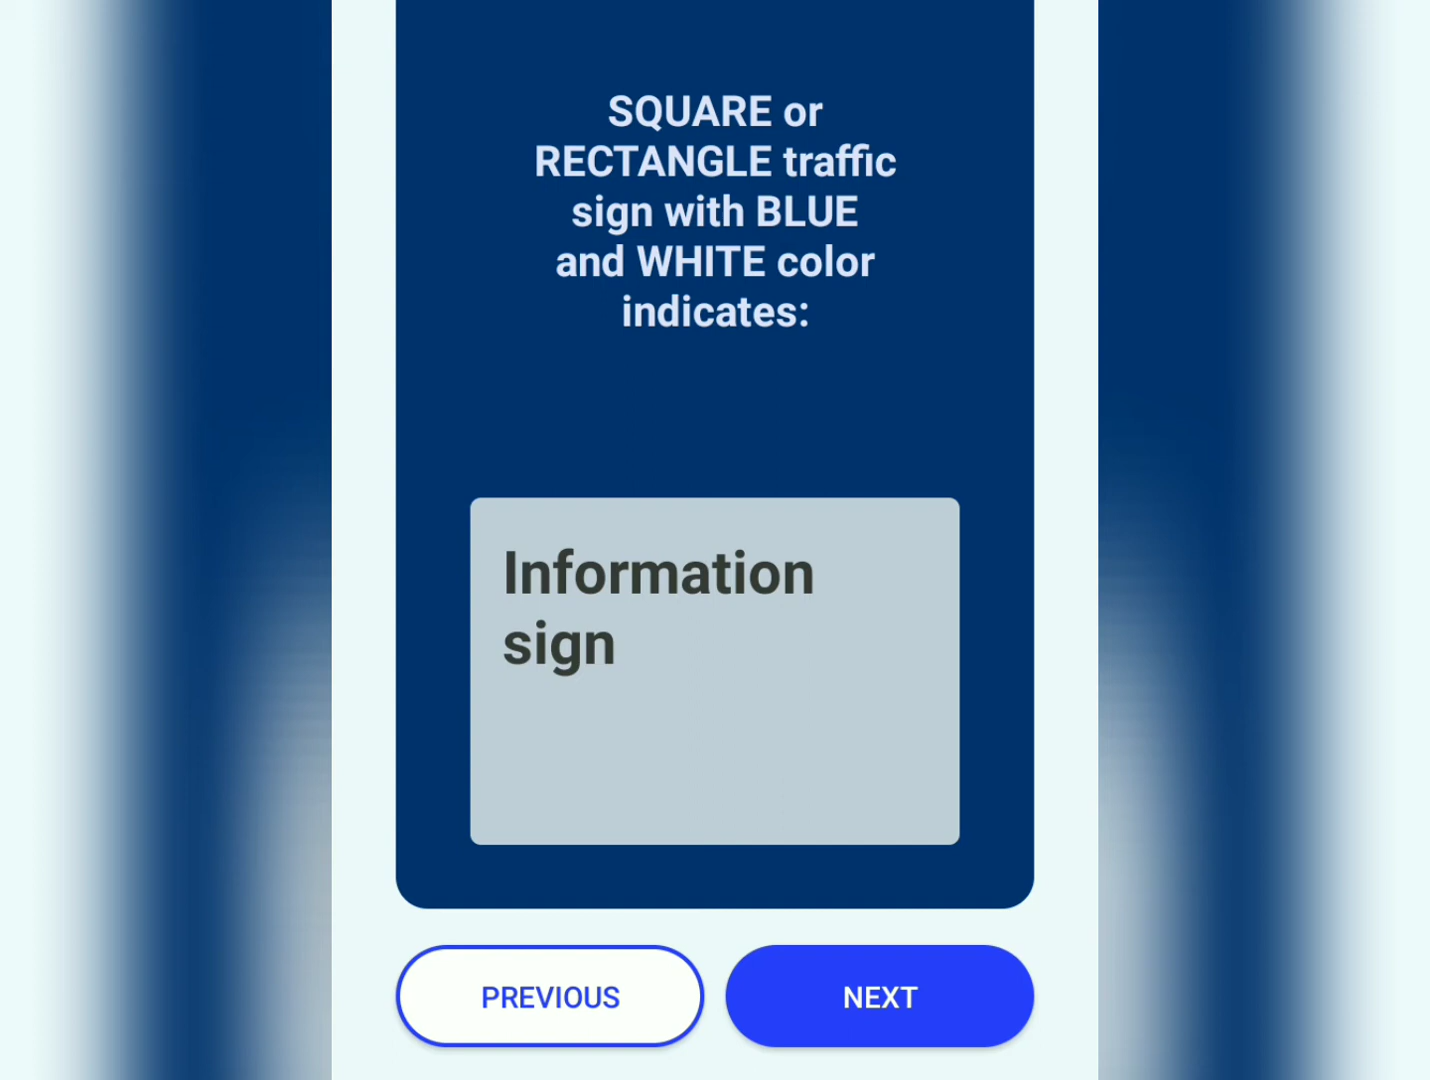 SQUARE or
RECTANGLE traffic
sign with BLUE
and WHITE color
indicates:
Information
sign
PREVIOUS
NEXT